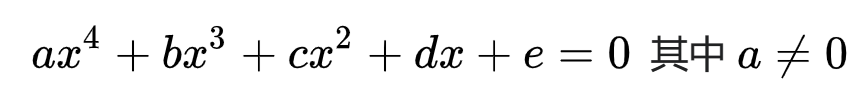 ax⁴ + bx³ + cx² + dx + e = 0 其中 a ≠ 0